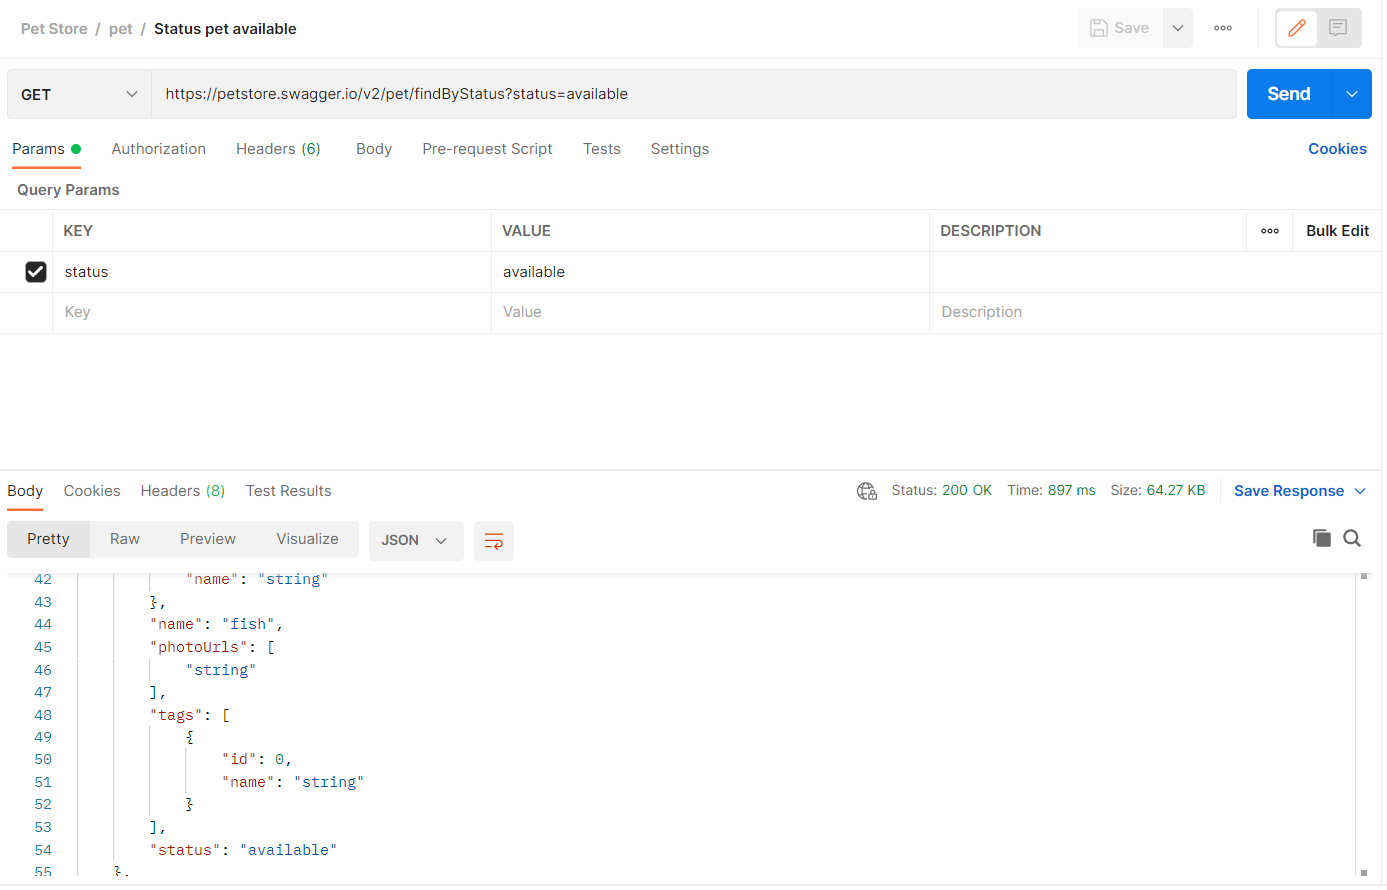 Pet Store / pet / Status pet available
Save
GET
https://petstore.swagger.io/v2/pet/findByStatus?status=available
Send
Params Authorization Headers (6) Body Pre-request Script Tests Settings Cookies
Query Params
KEY VALUE DESCRIPTION Bulk Edit
status available
Key Value Description
Body Cookies Headers (8) Test Results Status: 200 OK Time: 897 ms Size: 64.27 KB Save Response
Pretty Raw Preview Visualize JSON
42 "name": "string"
43 },
44 "name": "fish",
45 "photoUrls": [
46 "string"
47 ],
48 "tags": [
49 {
50 "id": 0,
51 "name": "string"
52 }
53 ],
54 "status": "available"
55 },